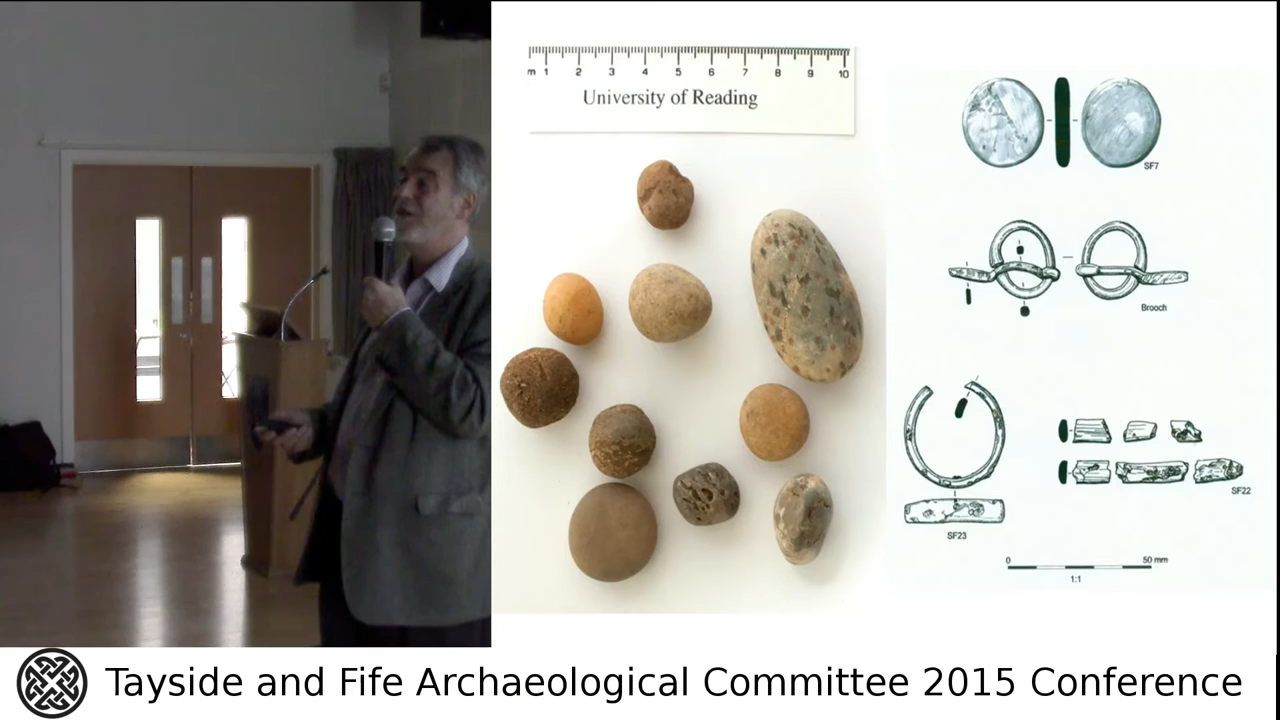 m 1 2 3 4 5 6 7 8 9 10
University of Reading
SF7
Brooch
SF22
SF23
0 50 mm
1:1
Tayside and Fife Archaeological Committee 2015 Conference